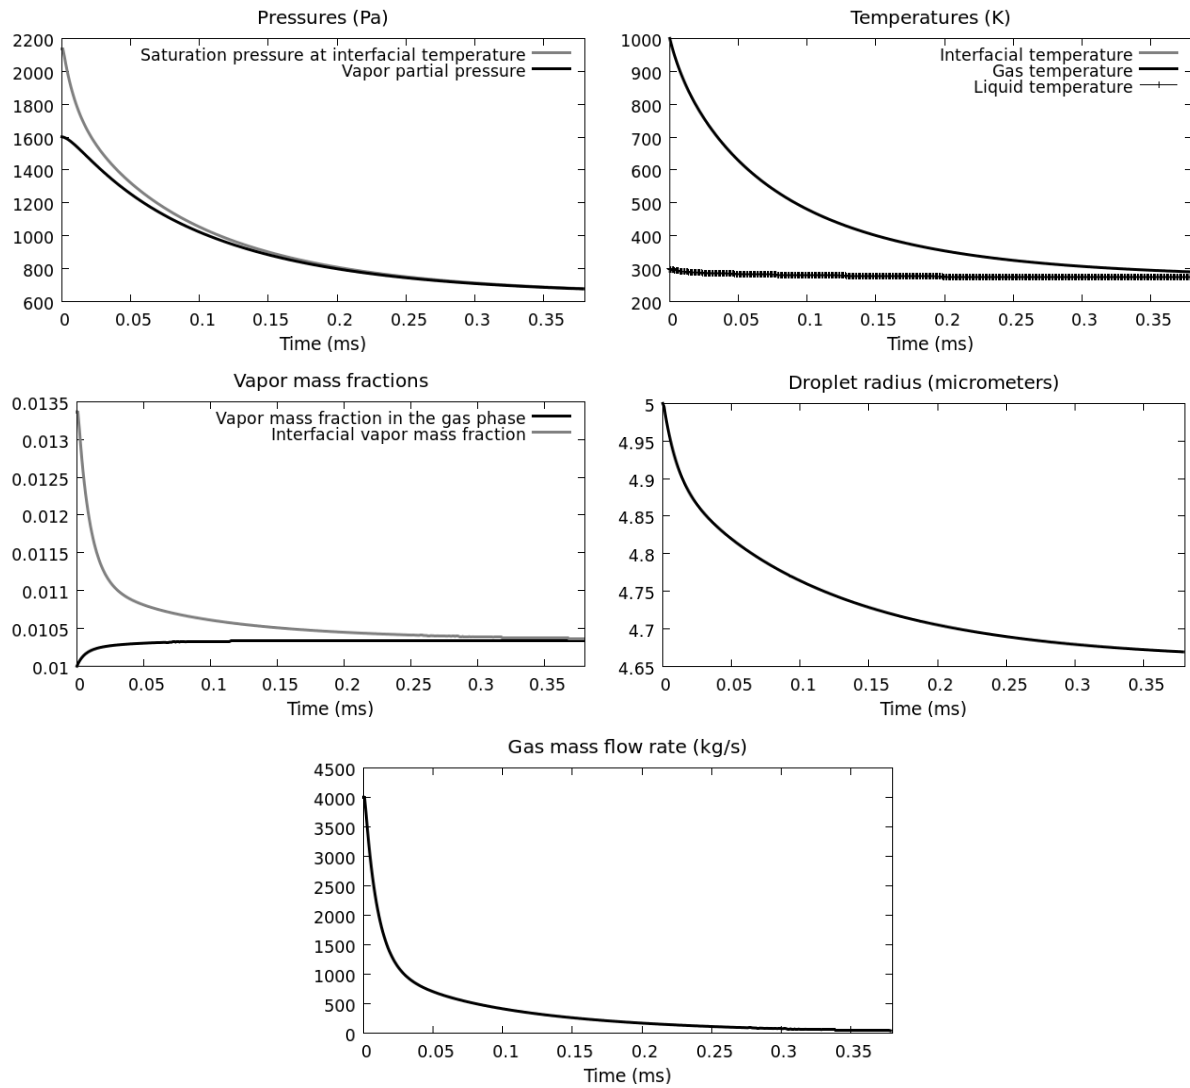 Pressures (Pa)
2200
2000
1800
1600
1400
1200
1000
800
600
Saturation pressure at interfacial temperature
Vapor partial pressure
0 0.05 0.1 0.15 0.2 0.25 0.3 0.35
Time (ms)
Temperatures (K)
1000
900
800
700
600
500
400
300
200
Interfacial temperature
Gas temperature
Liquid temperature
0 0.05 0.1 0.15 0.2 0.25 0.3 0.35
Time (ms)
Vapor mass fractions
0.0135
0.013
0.0125
0.012
0.0115
0.011
0.0105
0.01
Vapor mass fraction in the gas phase
Interfacial vapor mass fraction
0 0.05 0.1 0.15 0.2 0.25 0.3 0.35
Time (ms)
Droplet radius (micrometers)
5
4.95
4.9
4.85
4.8
4.75
4.7
4.65
0 0.05 0.1 0.15 0.2 0.25 0.3 0.35
Time (ms)
Gas mass flow rate (kg/s)
4500
4000
3500
3000
2500
2000
1500
1000
500
0
0 0.05 0.1 0.15 0.2 0.25 0.3 0.35
Time (ms)